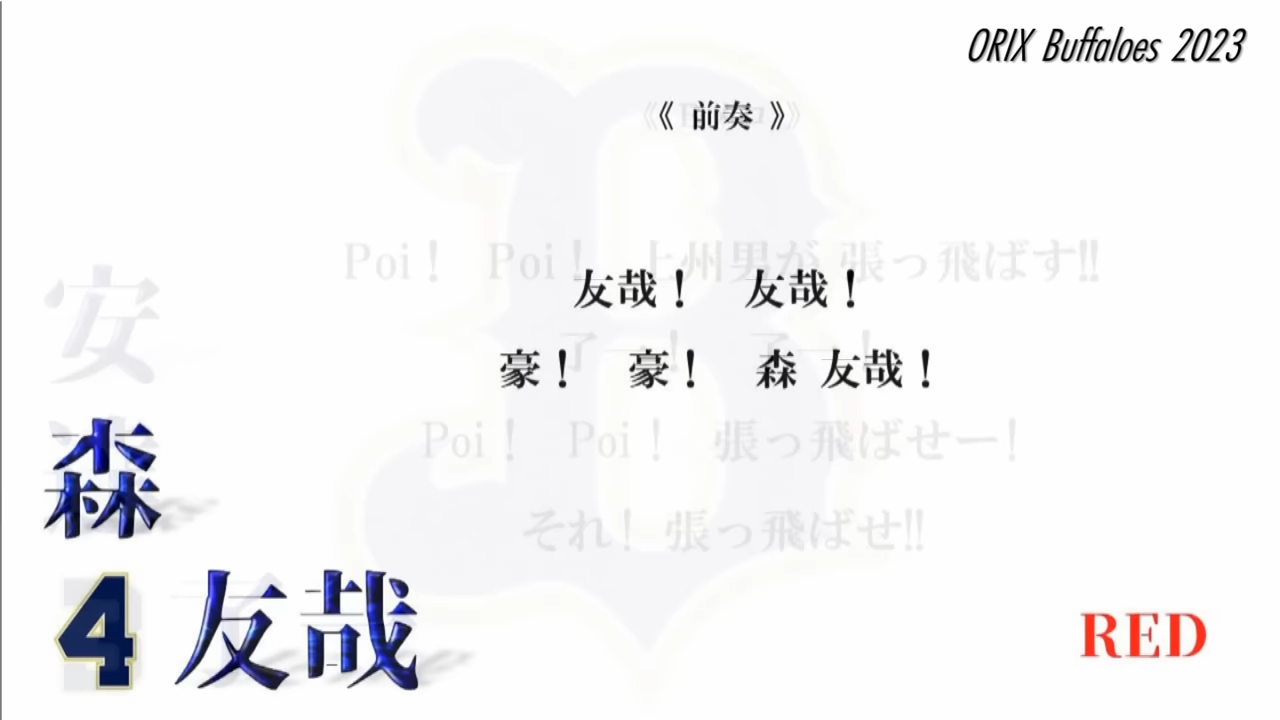 ORIX Buffaloes 2023
《 前奏 》
Poi！ Poi！ 上州男が 張っ飛ばす!!
友哉！ 友哉！
豪！ 豪！ 森 友哉！
Poi！ Poi！ 張っ飛ばせー！
それ！ 張っ飛ばせ!!
安
森
4 友哉
RED